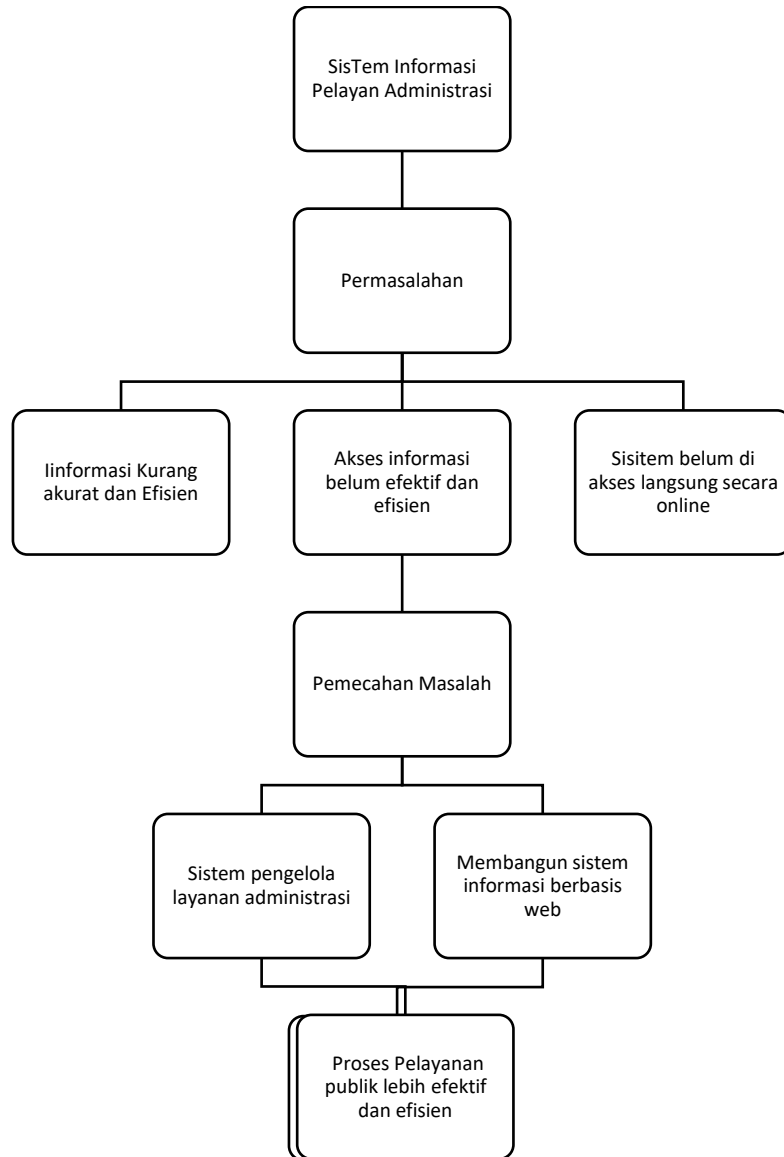 SisTem Informasi
Pelayan Administrasi
Permasalahan
Iinformasi Kurang
akurat dan Efisien
Akses informasi
belum efektif dan
efisien
Sisitem belum di
akses langsung secara
online
Pemecahan Masalah
Sistem pengelola
layanan administrasi
Membangun sistem
informasi berbasis
web
Proses Pelayanan
publik lebih efektif
dan efisien